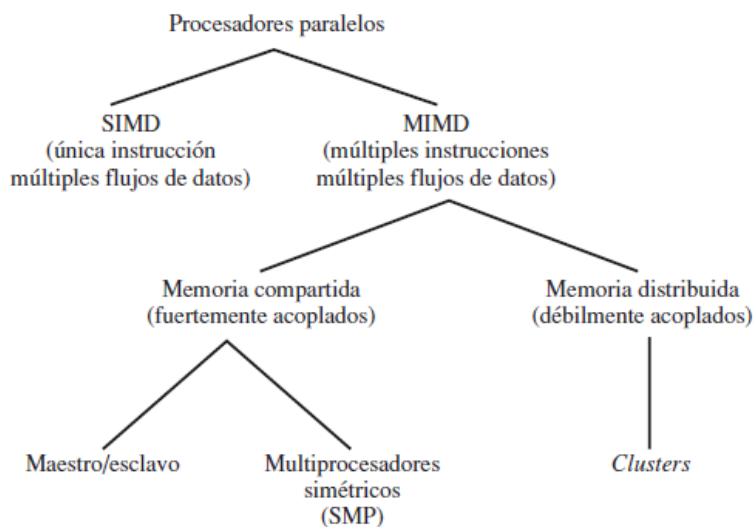 Procesadores paralelos
SIMD
(única instrucción
múltiples flujos de datos)
MIMD
(múltiples instrucciones
múltiples flujos de datos)
Memoria compartida
(fuertemente acoplados)
Memoria distribuida
(débilmente acoplados)
Maestro/esclavo
Multiprocesadores
simétricos
(SMP)
Clusters